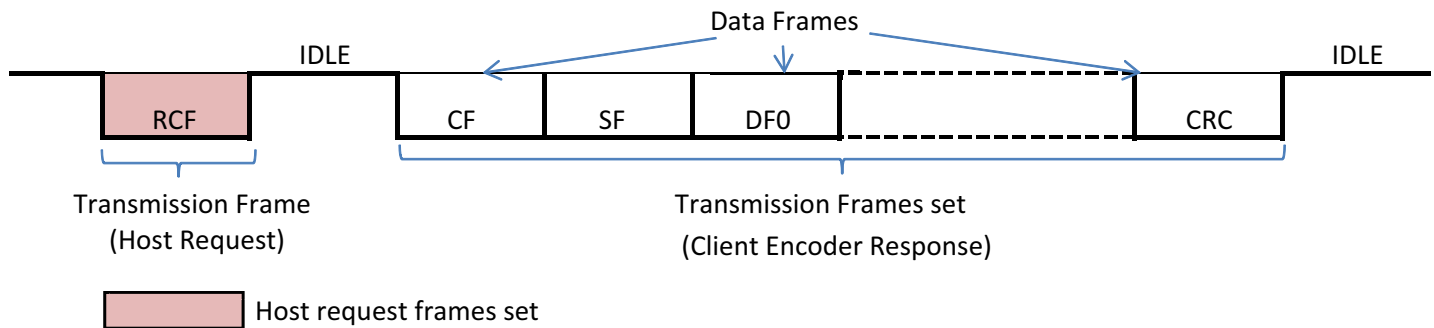 Data Frames
IDLE
IDLE
RCF
CF
SF
DF0
CRC
Transmission Frame
(Host Request)
Transmission Frames set
(Client Encoder Response)
Host request frames set